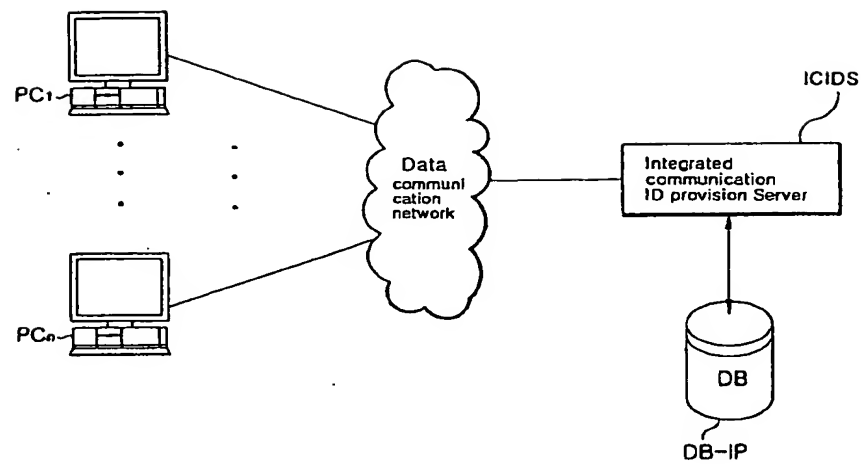 PC1
PCn
Data
communi
cation
network
ICIDS
Integrated
communication
ID provision Server
DB
DB-IP